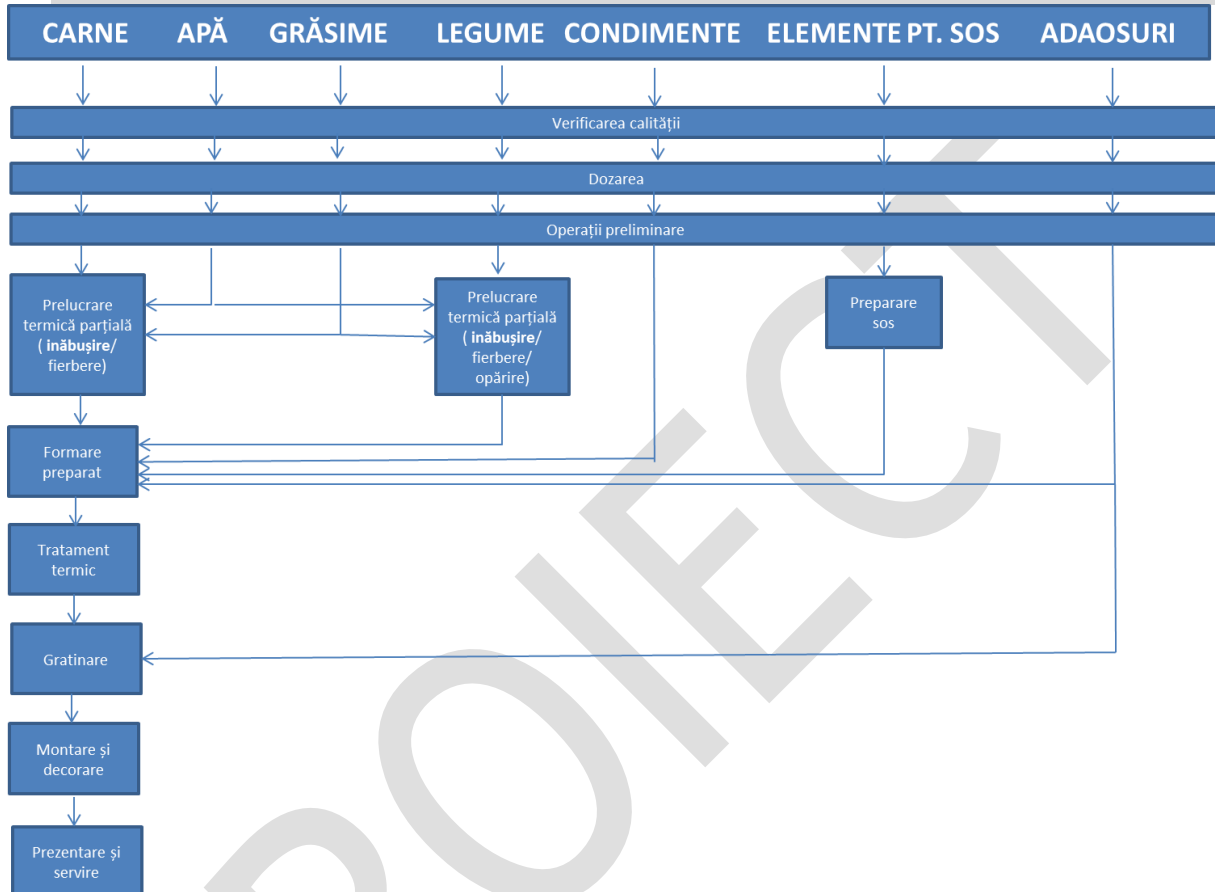 CARNE APĂ GRĂSIME LEGUME CONDIMENTE ELEMENTE PT. SOS ADAOSURI
Verificarea calității
Dozarea
Operații preliminare
Prelucrare
termică parțială
( inăbușire/
fierbere)
Prelucrare
termică parțială
( inăbușire/
fierbere/
opărire)
Preparare
sos
Formare
preparat
Tratament
termic
Gratinare
Montare și
decorare
Prezentare și
servire
PROIECT